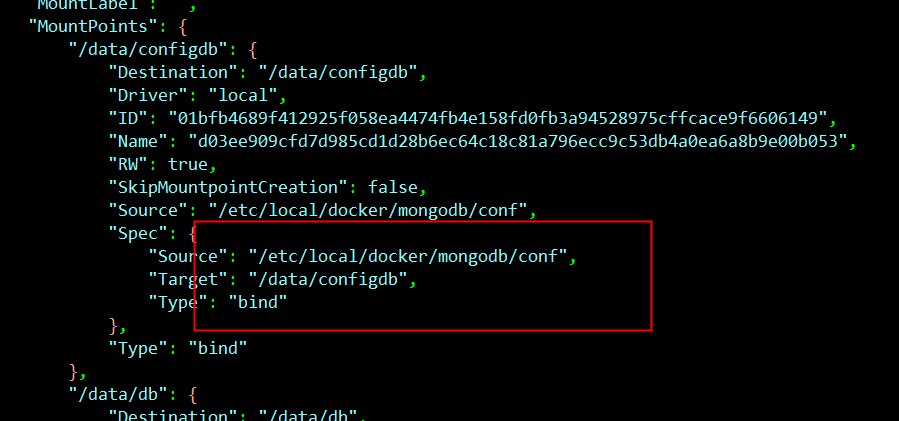 "MountLabel": "",
"MountPoints": {
"/data/configdb": {
"Destination": "/data/configdb",
"Driver": "local",
"ID": "01bfb4689f412925f058ea4474fb4e158fd0fb3a94528975cffcace9f6606149",
"Name": "d03ee909cfd7d985cd1d28b6ec64c18c81a796ecc9c53db4a0ea6a8b9e00b053",
"RW": true,
"SkipMountpointCreation": false,
"Source": "/etc/local/docker/mongodb/conf",
"Spec": {
"Source": "/etc/local/docker/mongodb/conf",
"Target": "/data/configdb",
"Type": "bind"
},
"Type": "bind"
},
"/data/db": {
"Destination": "/data/db",